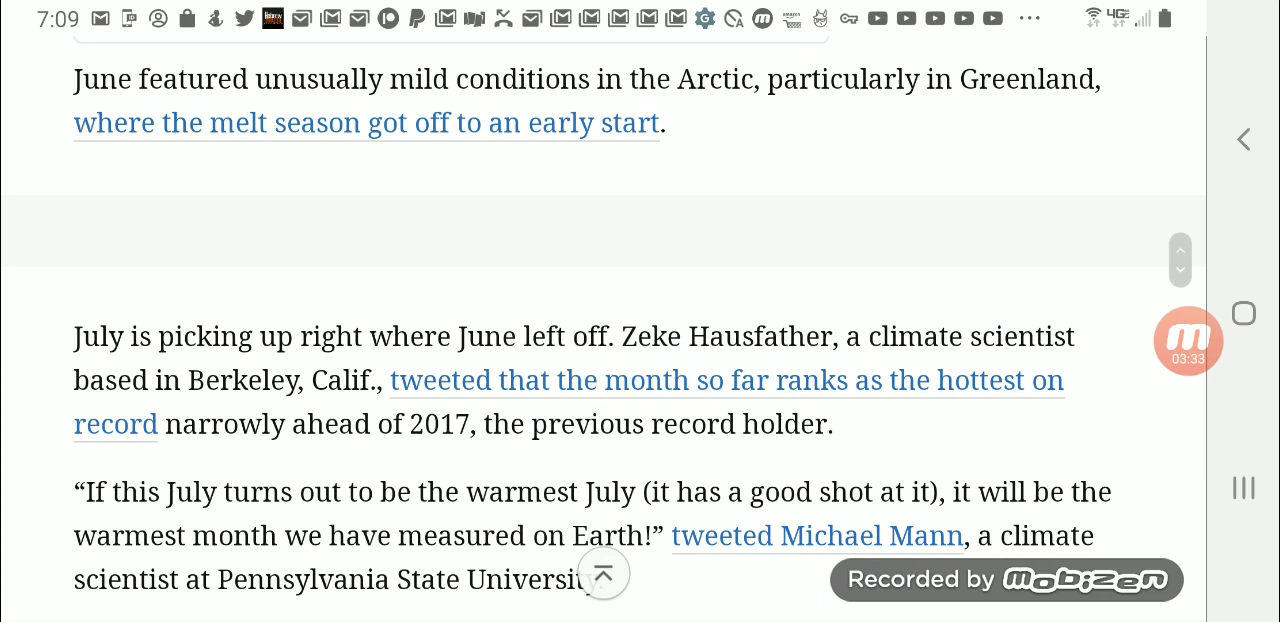 7:09
June featured unusually mild conditions in the Arctic, particularly in Greenland,
where the melt season got off to an early start.
July is picking up right where June left off. Zeke Hausfather, a climate scientist
based in Berkeley, Calif., tweeted that the month so far ranks as the hottest on
record narrowly ahead of 2017, the previous record holder.
03:33
“If this July turns out to be the warmest July (it has a good shot at it), it will be the
warmest month we have measured on Earth!” tweeted Michael Mann, a climate
scientist at Pennsylvania State University.
Recorded by mobizen